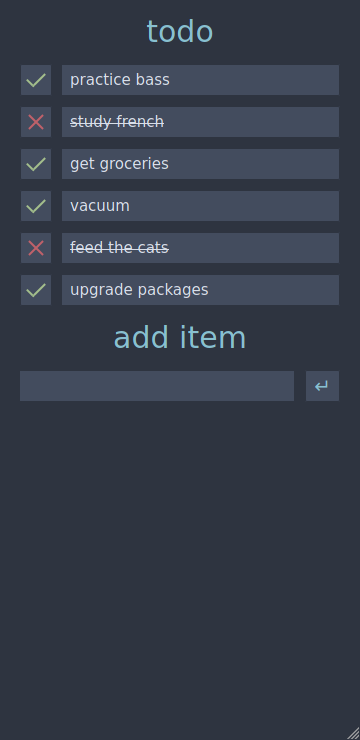 todo
practice bass
study french
get groceries
vacuum
feed the cats
upgrade packages
add item